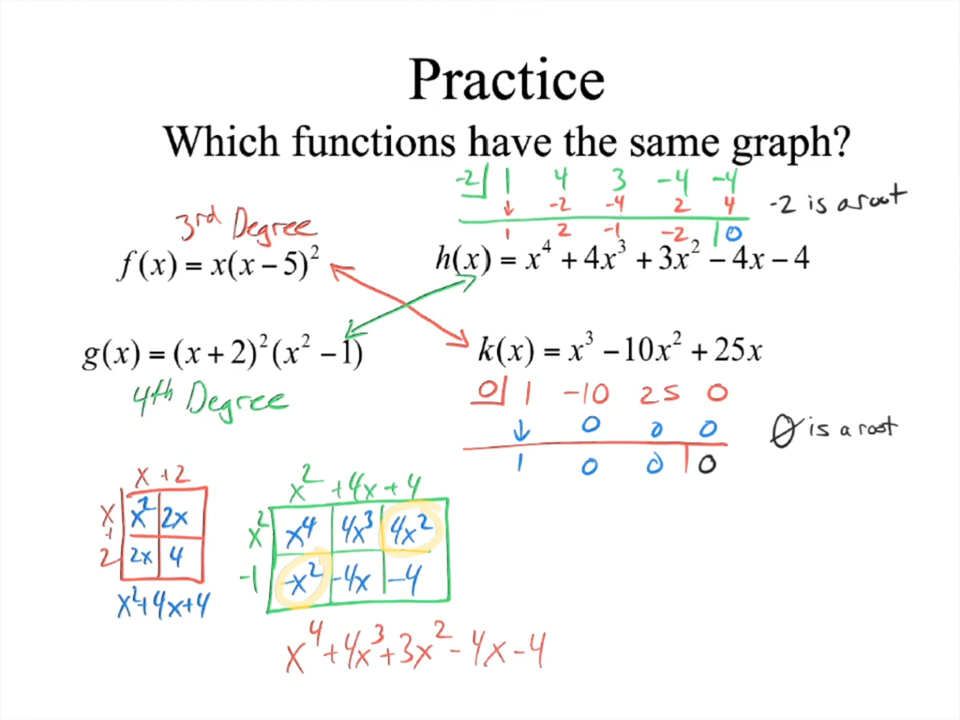 Practice
Which functions have the same graph?
-2 | 1 4 3 -4 -4
↓ -2 -4 2 4
1 2 -1 -2 | 0
-2 is a root
3rd Degree
f(x) = x(x − 5)²
h(x) = x⁴ + 4x³ + 3x² − 4x − 4
g(x) = (x + 2)²(x² − 1)
k(x) = x³ − 10x² + 25x
4th Degree
0 | 1 -10 25 0
↓ 0 0 0
1 0 0 | 0
0 is a root
x + 2
x x² 2x
+
2 2x 4
x² + 4x + 4
x² + 4x + 4
x² x⁴ 4x³ 4x²
-1 -x² -4x -4
x⁴ + 4x³ + 3x² - 4x - 4